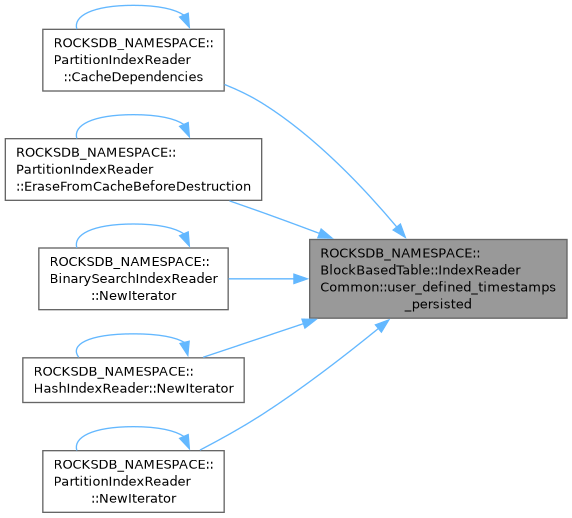 ROCKSDB_NAMESPACE::
PartitionIndexReader
::CacheDependencies
ROCKSDB_NAMESPACE::
PartitionIndexReader
::EraseFromCacheBeforeDestruction
ROCKSDB_NAMESPACE::
BinarySearchIndexReader
::NewIterator
ROCKSDB_NAMESPACE::
HashIndexReader::NewIterator
ROCKSDB_NAMESPACE::
PartitionIndexReader
::NewIterator
ROCKSDB_NAMESPACE::
BlockBasedTable::IndexReader
Common::user_defined_timestamps
_persisted